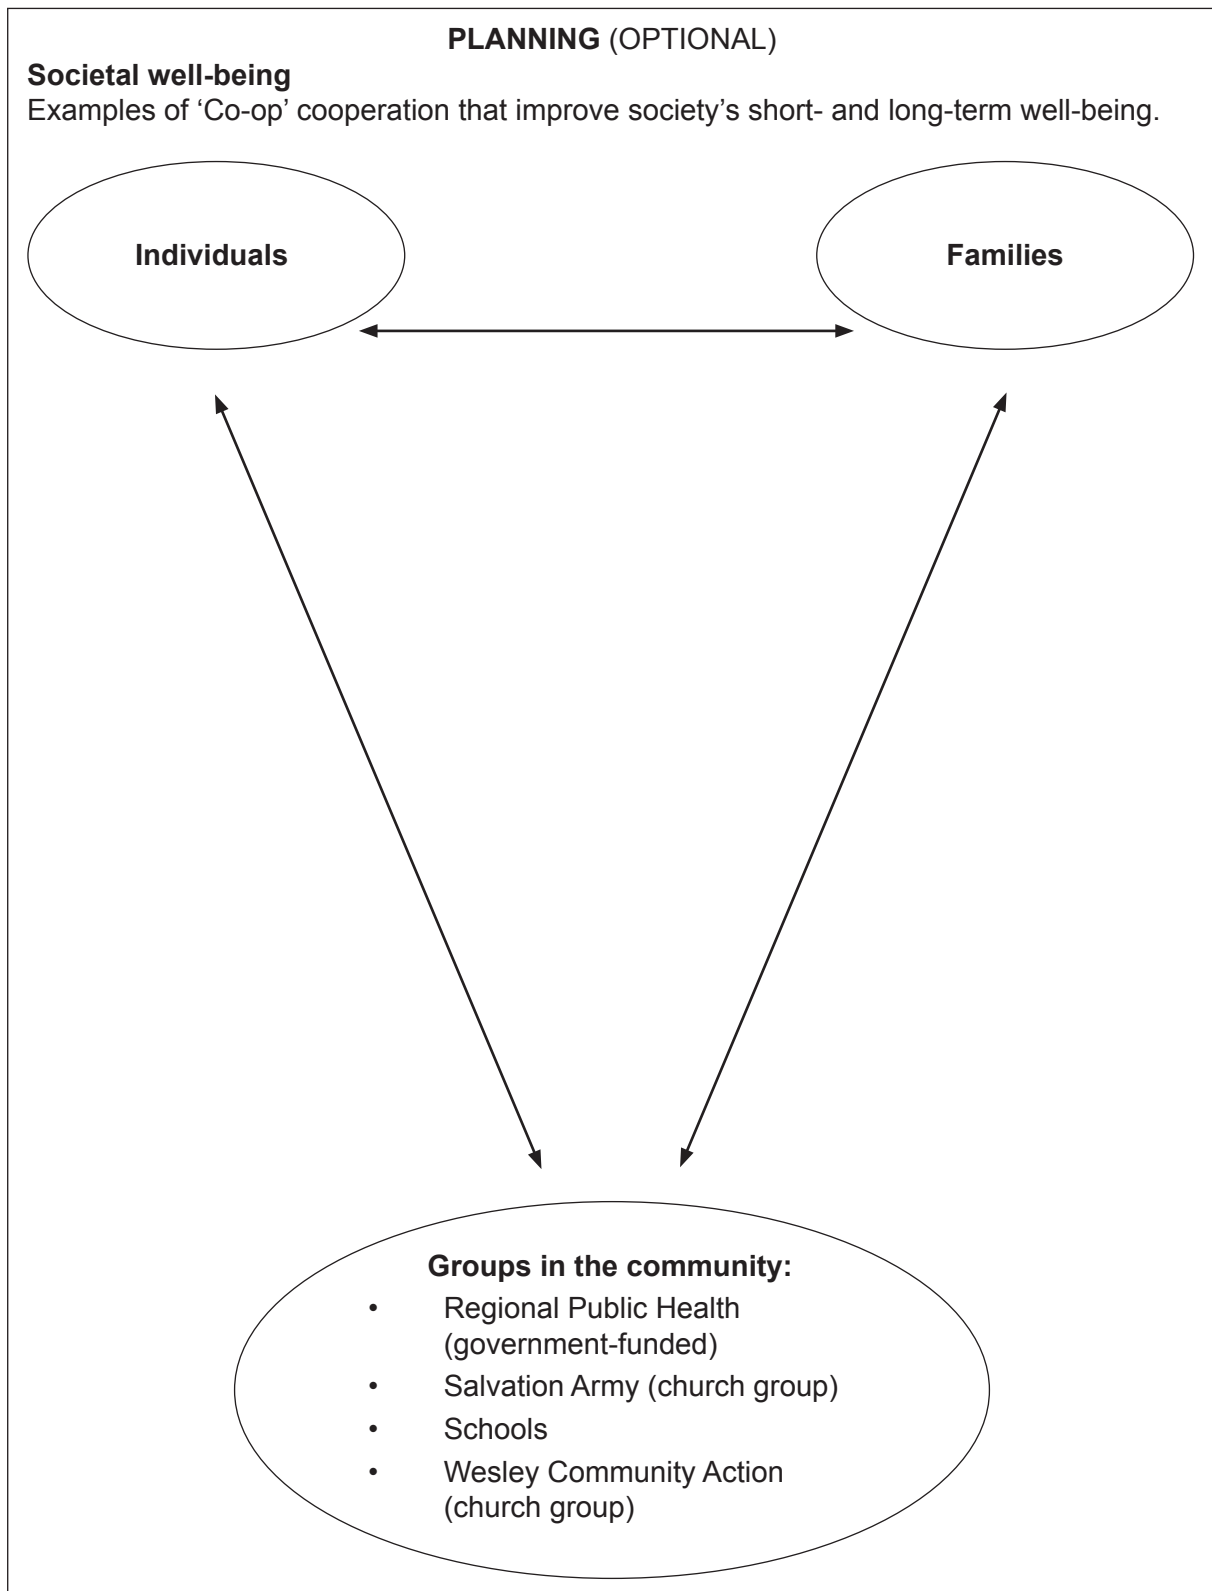 PLANNING (OPTIONAL)
Societal well-being
Examples of ‘Co-op’ cooperation that improve society’s short- and long-term well-being.
Individuals
Families
Groups in the community:
• Regional Public Health
(government-funded)
• Salvation Army (church group)
• Schools
• Wesley Community Action
(church group)